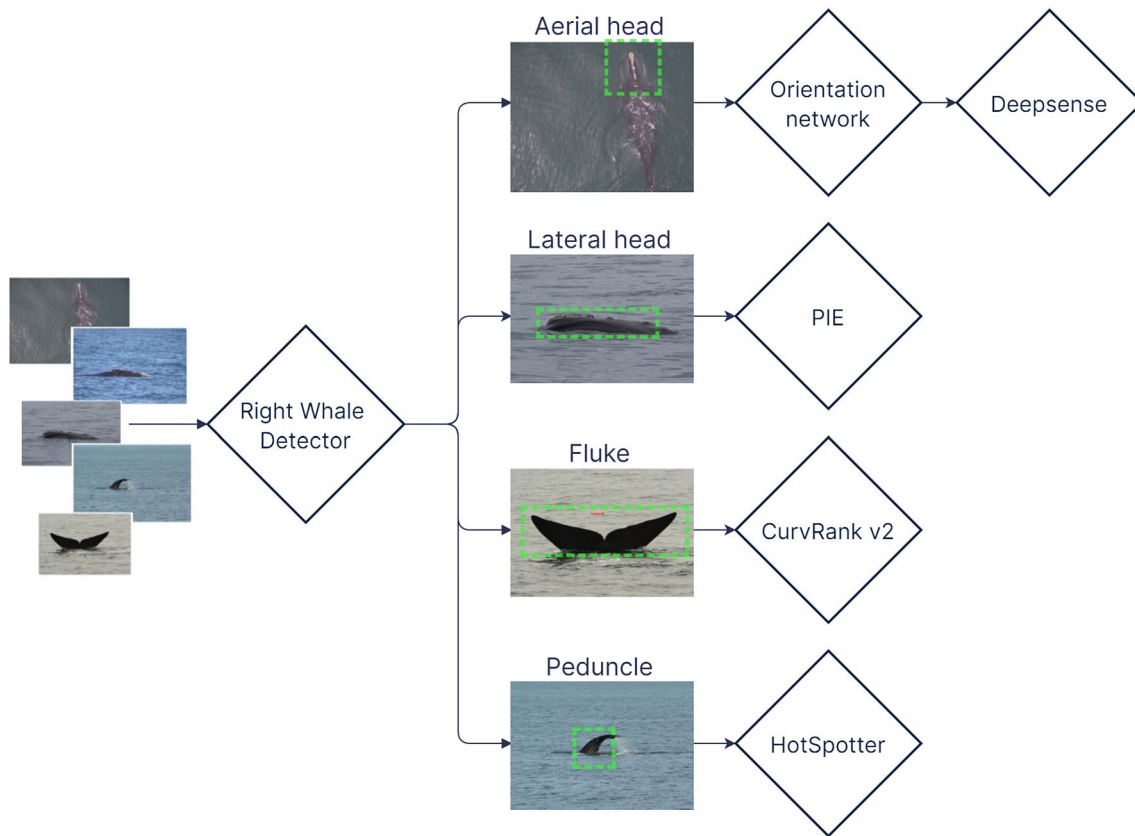 Aerial head
Orientation
network
Deepsense
Lateral head
PIE
Right Whale
Detector
Fluke
CurvRank v2
Peduncle
HotSpotter